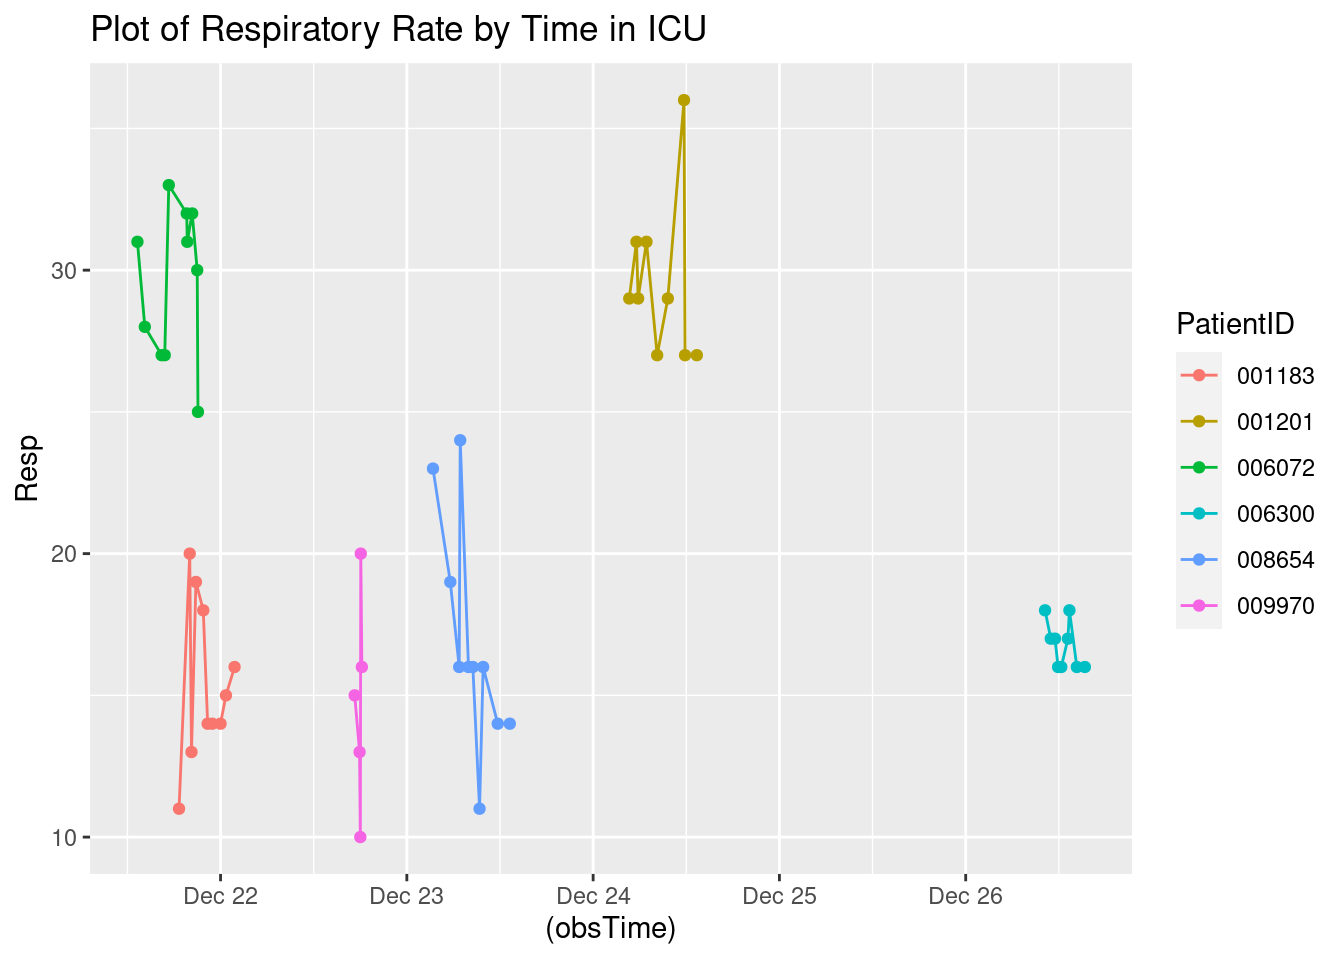 Plot of Respiratory Rate by Time in ICU
Resp
30
20
10
Dec 22
Dec 23
Dec 24
Dec 25
Dec 26
(obsTime)
PatientID
001183
001201
006072
006300
008654
009970